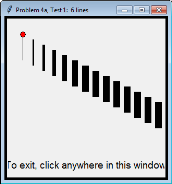 Problem 4a, Test 1: 6 lines
To exit, click anywhere in this window